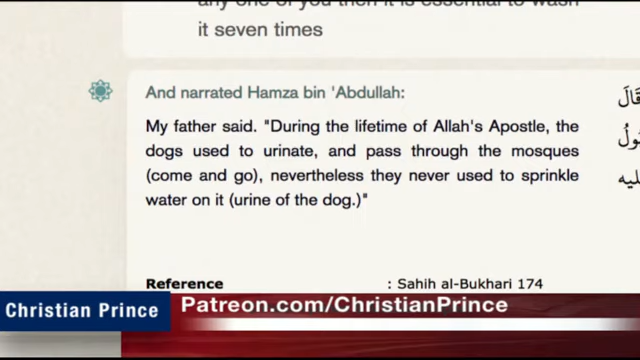 any one of you then it is essential to wash
it seven times
And narrated Hamza bin 'Abdullah:
قَالَ
My father said. "During the lifetime of Allah's Apostle, the
dogs used to urinate, and pass through the mosques
(come and go), nevertheless they never used to sprinkle
water on it (urine of the dog.)"
Reference : Sahih al-Bukhari 174
Christian Prince
Patreon.com/ChristianPrince